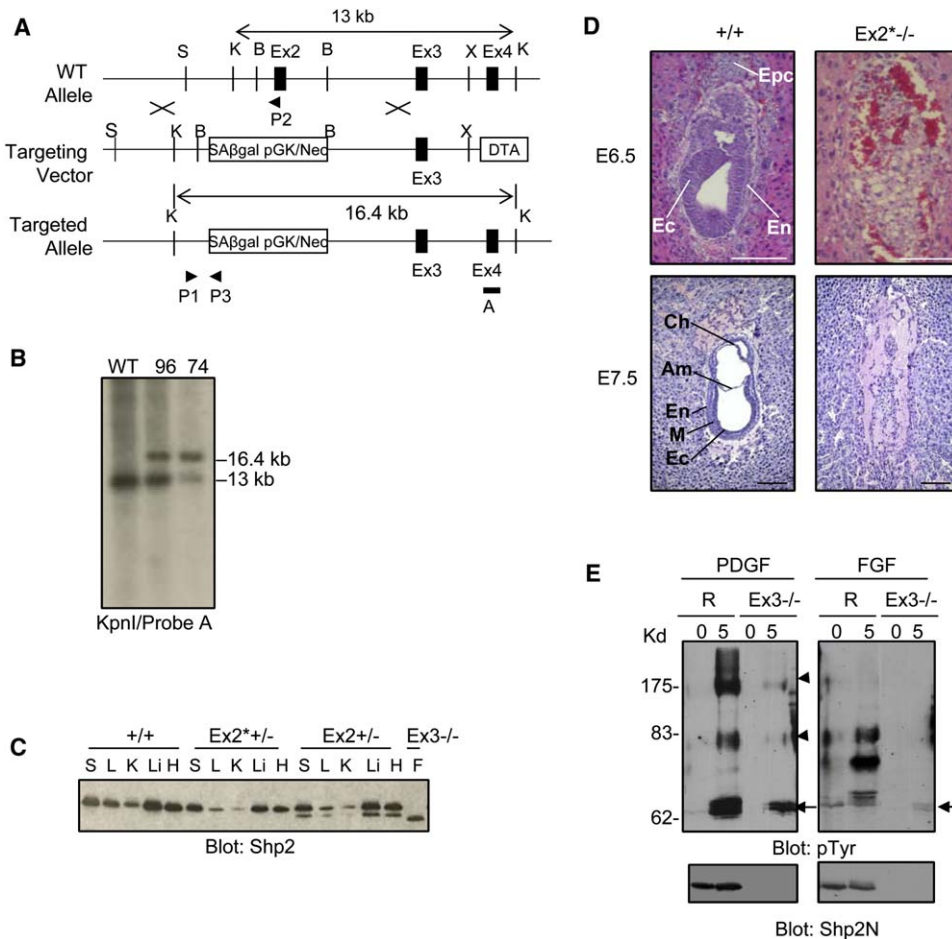 A
13 kb
S K B Ex2 B Ex3 X Ex4 K
WT
Allele
P2
S K B B X
Targeting
Vector
SAβgal pGK/Neo
DTA
Ex3
16.4 kb
K K
Targeted
Allele
SAβgal pGK/Neo
Ex3 Ex4
P1 P3 A
B
WT 96 74
16.4 kb
13 kb
KpnI/Probe A
C
+/+ Ex2*+/- Ex2+/- Ex3-/-
S L K Li H S L K Li H S L K Li H F
Blot: Shp2
D
+/+ Ex2*-/-
E6.5
Epc
Ec
En
E7.5
Ch
Am
En
M
Ec
E
PDGF FGF
R Ex3-/- R Ex3-/-
Kd 0 5 0 5 0 5 0 5
175-
83-
62-
Blot: pTyr
Blot: Shp2N